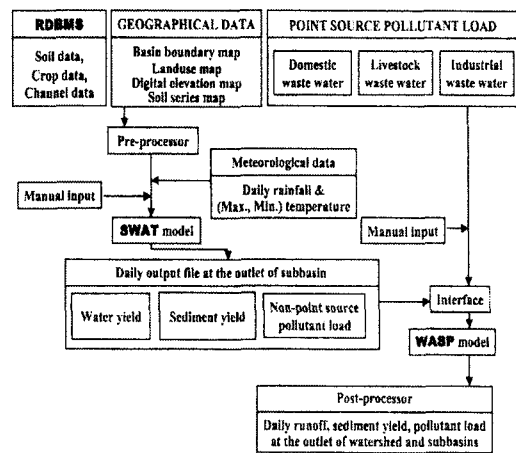 RDBMS
Soil data,
Crop data,
Channel data
GEOGRAPHICAL DATA
Basin boundary map
Landuse map
Digital elevation map
Soil series map
POINT SOURCE POLLUTANT LOAD
Domestic
waste water
Livestock
waste water
Industrial
waste water
Pre-processor
Meteorological data
Daily rainfall &
(Max., Min.) temperature
Manual input
SWAT model
Manual input
Daily output file at the outlet of subbasin
Water yield
Sediment yield
Non-point source
pollutant load
Interface
WASP model
Post-processor
Daily runoff, sediment yield, pollutant load
at the outlet of watershed and subbasins